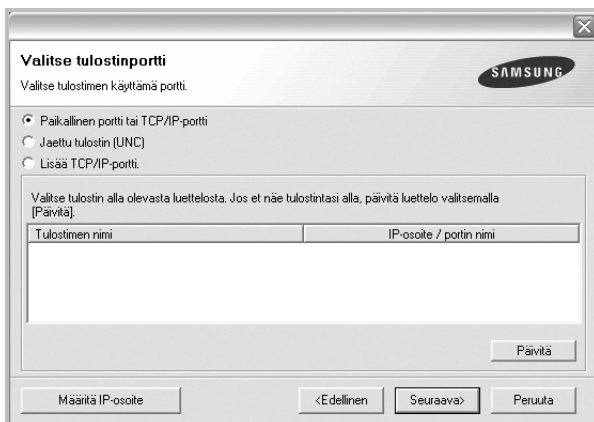 Valitse tulostinportti
Valitse tulostimen käyttämä portti.
SAMSUNG
Paikallinen portti tai TCP/IP-portti
Jaettu tulostin (UNC)
Lisää TCP/IP-portti.
Valitse tulostin alla olevasta luettelosta. Jos et näe tulostintasi alla, päivitä luettelo valitsemalla
[Päivitä].
Tulostimen nimi IP-osoite / portin nimi
Päivitä
Määritä IP-osoite <Edellinen Seuraava> Peruuta